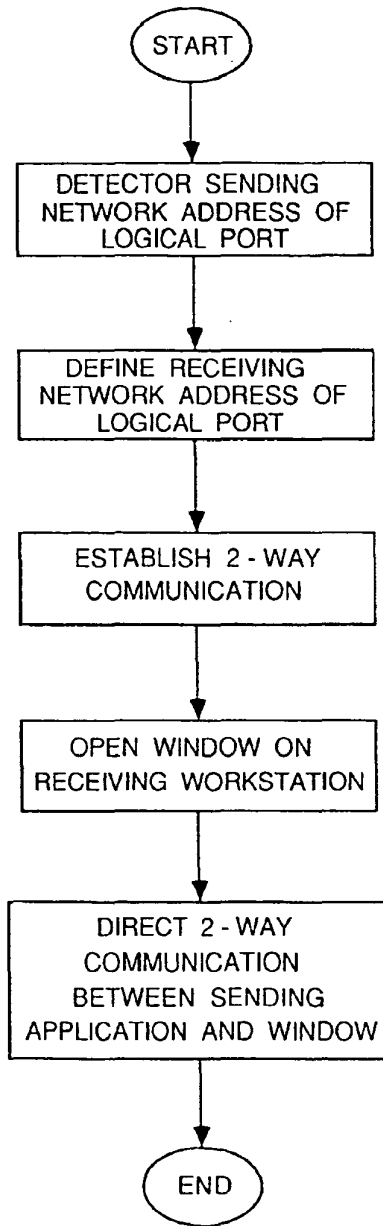 START
DETECTOR SENDING
NETWORK ADDRESS OF
LOGICAL PORT
DEFINE RECEIVING
NETWORK ADDRESS OF
LOGICAL PORT
ESTABLISH 2 - WAY
COMMUNICATION
OPEN WINDOW ON
RECEIVING WORKSTATION
DIRECT 2 - WAY
COMMUNICATION
BETWEEN SENDING
APPLICATION AND WINDOW
END